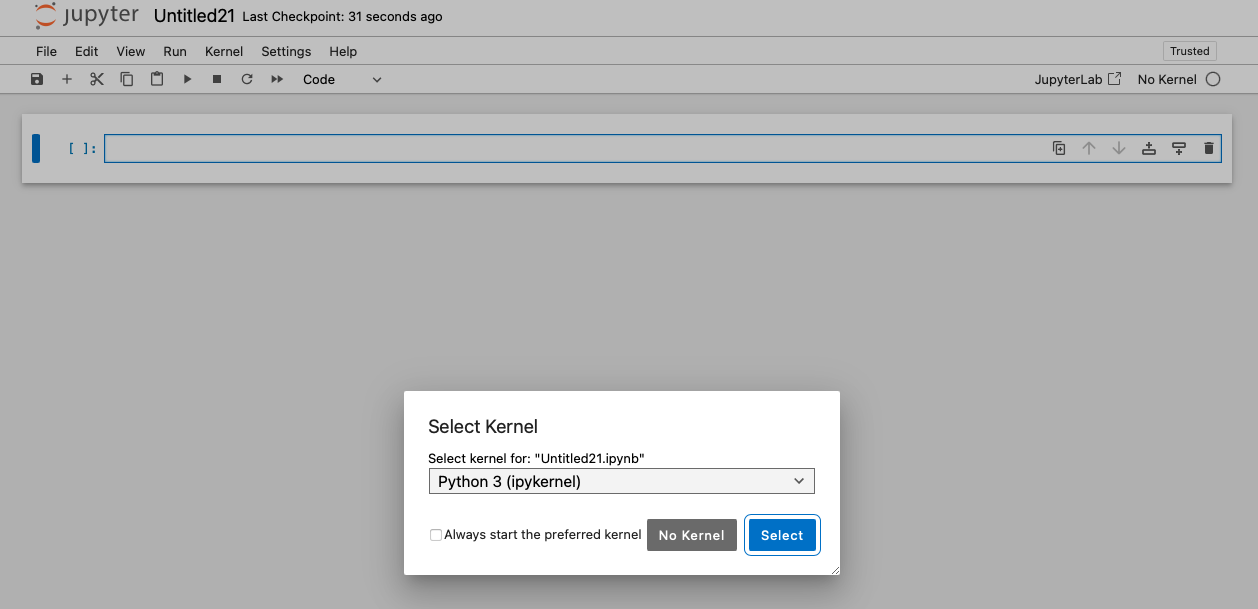 jupyter Untitled21 Last Checkpoint: 31 seconds ago
File Edit View Run Kernel Settings Help Trusted
Code JupyterLab No Kernel
[ ]:
Select Kernel
Select kernel for: "Untitled21.ipynb"
Python 3 (ipykernel)
Always start the preferred kernel No Kernel Select